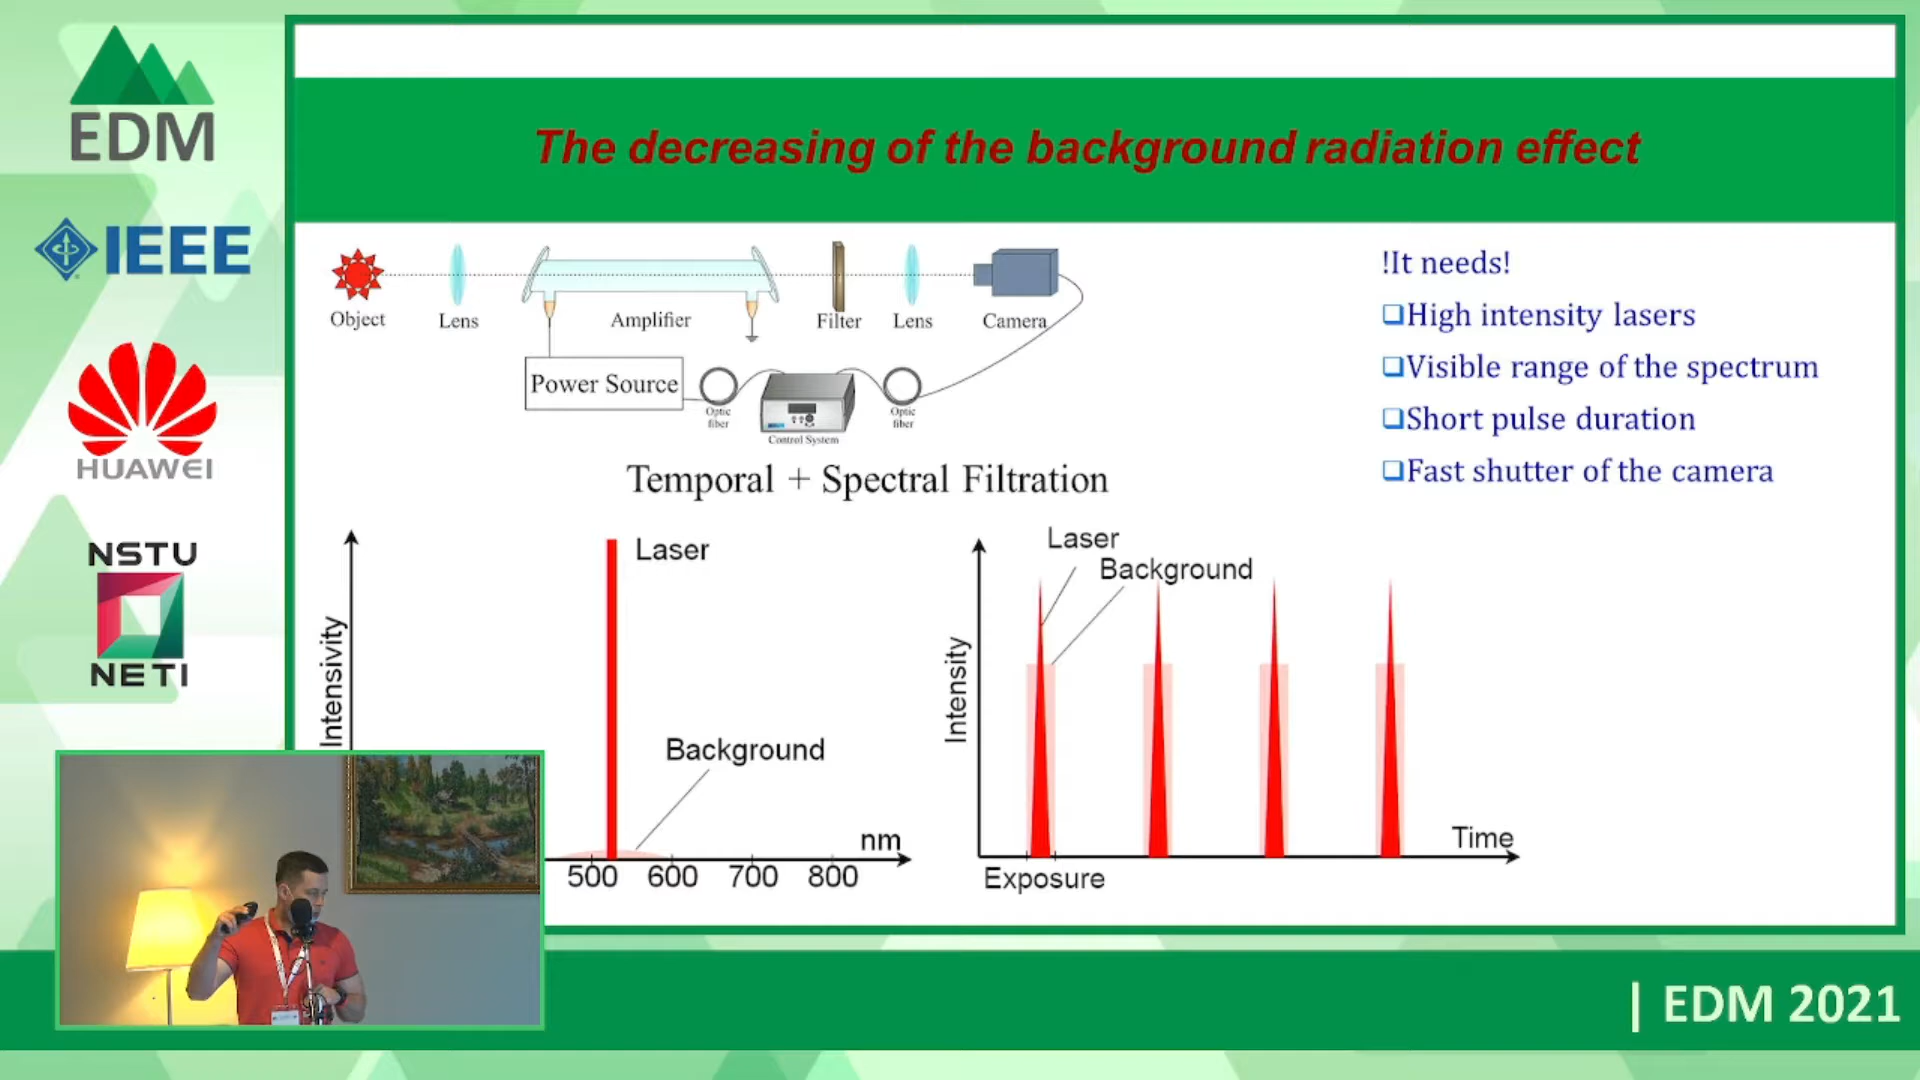 EDM
IEEE
HUAWEI
NSTU
NETI
The decreasing of the background radiation effect
Object
Lens
Amplifier
Filter
Lens
Camera
Power Source
Optic
fiber
Control System
Optic
fiber
Temporal + Spectral Filtration
!It needs!
High intensity lasers
Visible range of the spectrum
Short pulse duration
Fast shutter of the camera
Intensivity
Laser
Background
nm
500 600 700 800
Intensity
Laser
Background
Time
Exposure
| EDM 2021